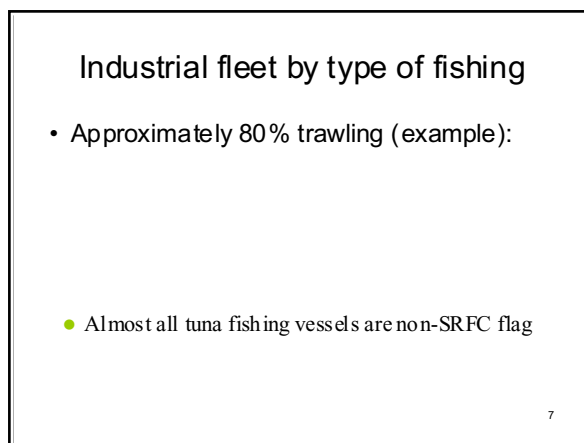 Industrial fleet by type of fishing
• Approximately 80% trawling (example):
● Almost all tuna fishing vessels are non-SRFC flag
7